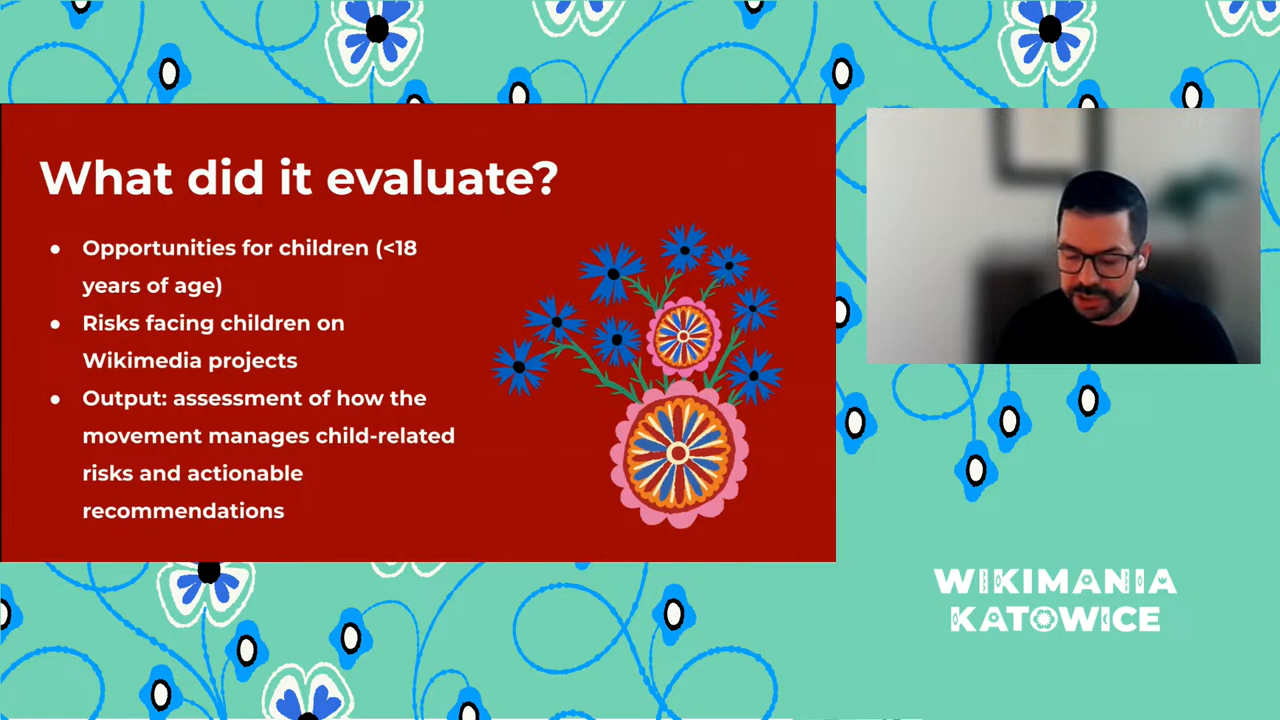 What did it evaluate?
● Opportunities for children (<18
years of age)
● Risks facing children on
Wikimedia projects
● Output: assessment of how the
movement manages child-related
risks and actionable
recommendations
WIKIMANIA
KATOWICE